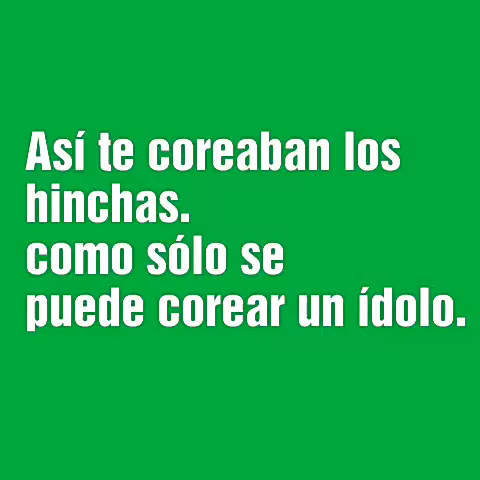 Así te coreaban los
hinchas.
como sólo se
puede corear un ídolo.